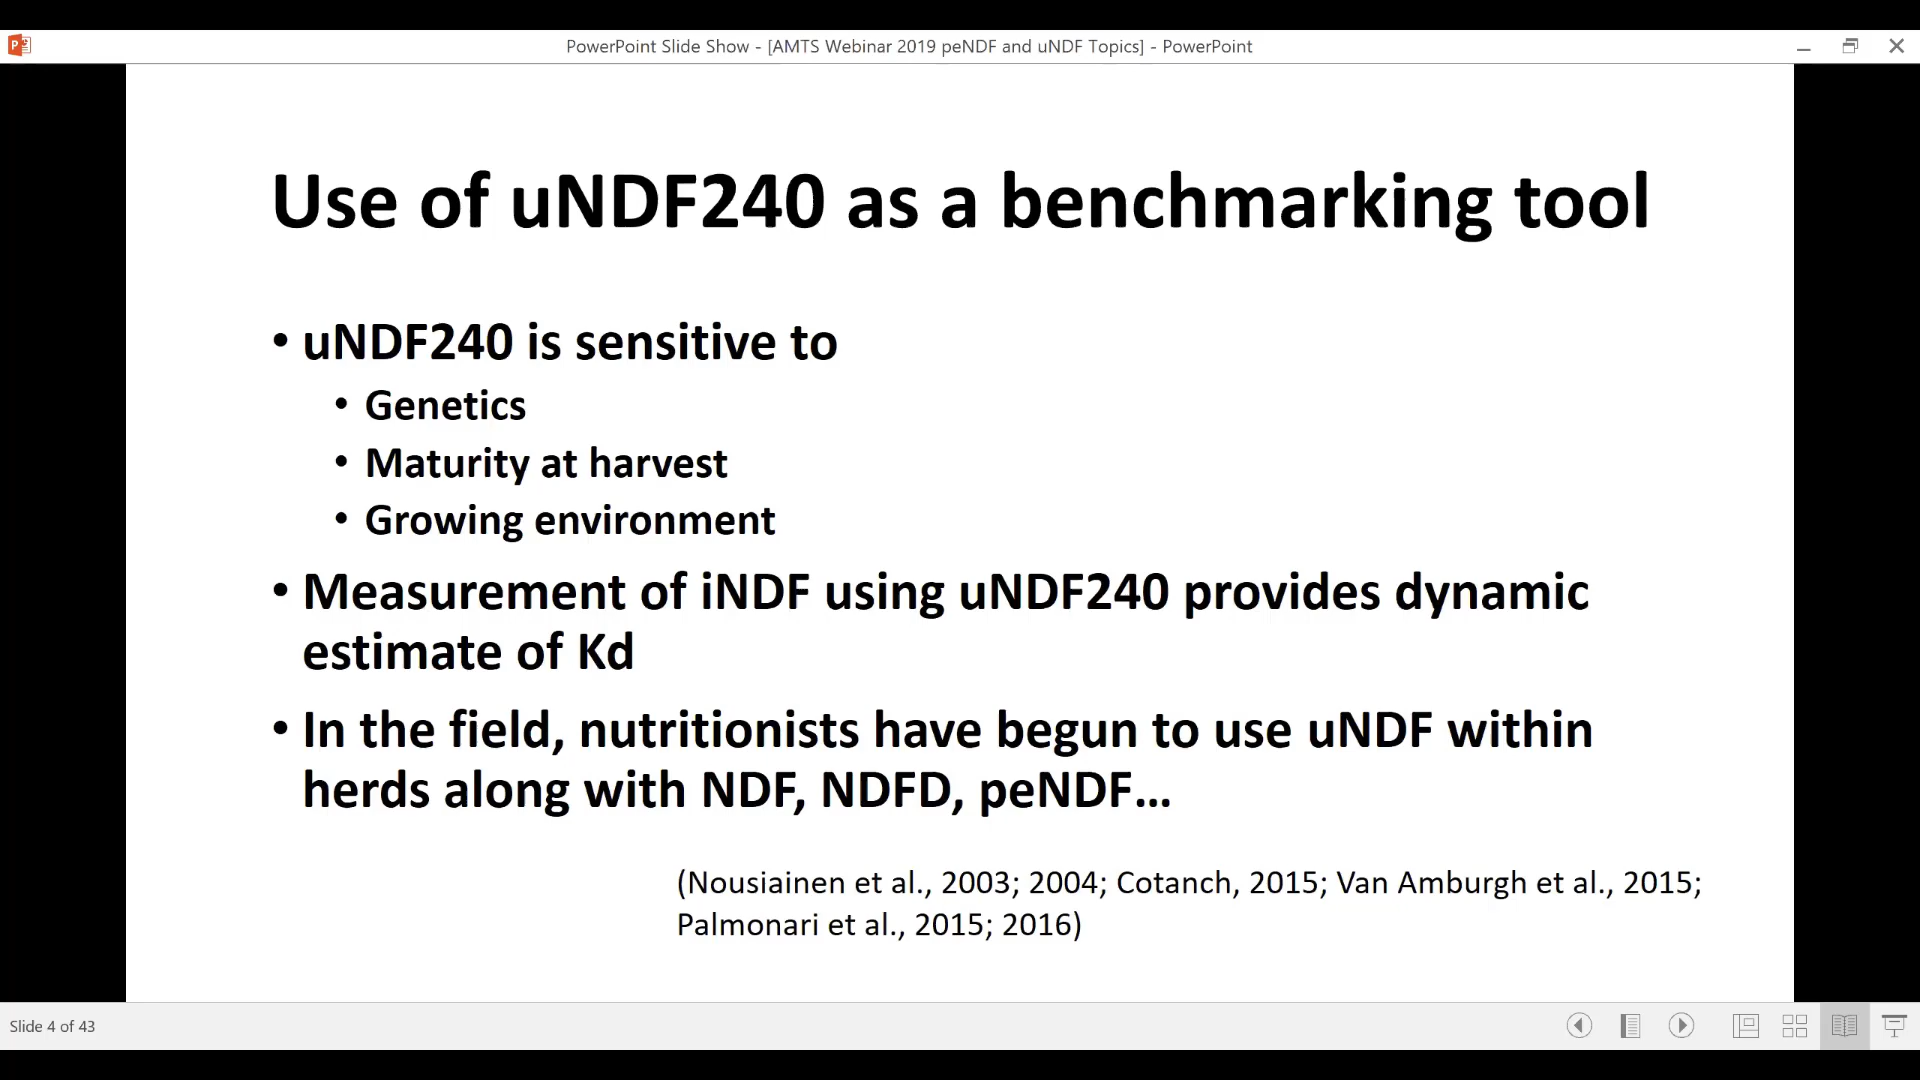 PowerPoint Slide Show - [AMTS Webinar 2019 peNDF and uNDF Topics] - PowerPoint
Use of uNDF240 as a benchmarking tool
• uNDF240 is sensitive to
• Genetics
• Maturity at harvest
• Growing environment
• Measurement of iNDF using uNDF240 provides dynamic
estimate of Kd
• In the field, nutritionists have begun to use uNDF within
herds along with NDF, NDFD, peNDF...
(Nousiainen et al., 2003; 2004; Cotanch, 2015; Van Amburgh et al., 2015;
Palmonari et al., 2015; 2016)
Slide 4 of 43